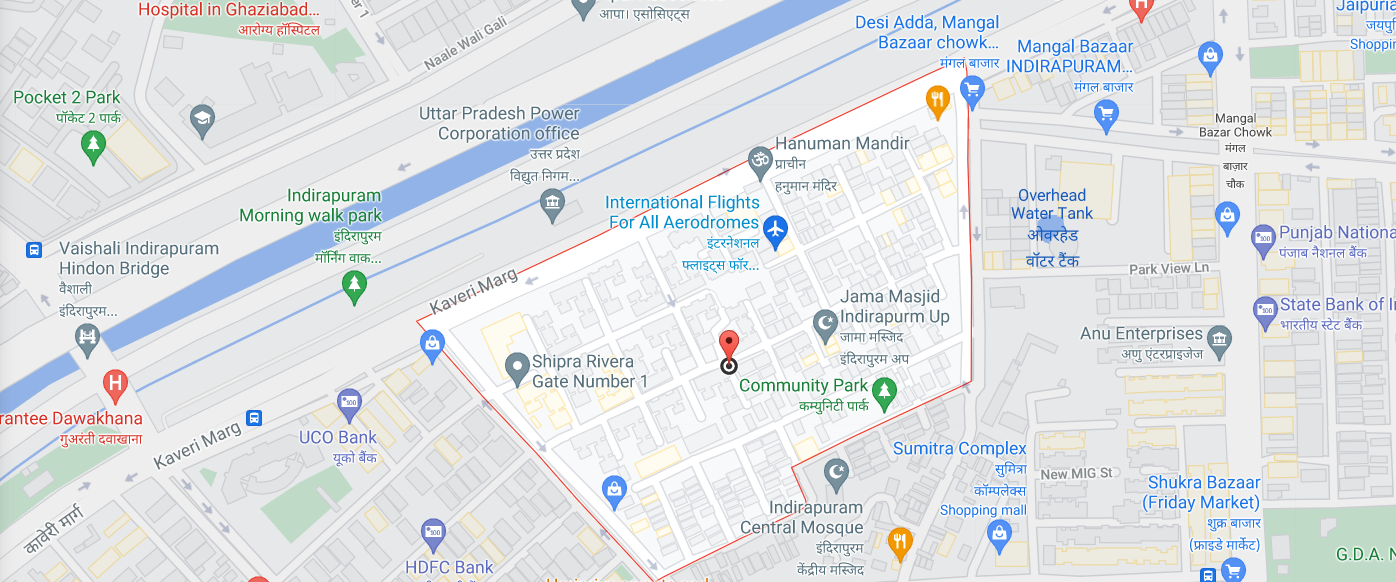 Hospital in Ghaziabad...
आरोग्य हॉस्पिटल
Naale Wali Gali
आपा। एसोसिएट्स
Desi Adda, Mangal
Bazaar chowk...
मंगल बाजार
Mangal Bazaar
INDIRAPURAM...
मंगल बाजार
Jaipuria
Shoppin
Pocket 2 Park
पॉकेट 2 पार्क
Uttar Pradesh Power
Corporation office
उत्तर प्रदेश
विद्युत निगम...
Mangal
Bazar Chowk
मंगल
बाज़ार
चौक
Hanuman Mandir
प्राचीन
हनुमान मंदिर
Indirapuram
Morning walk park
इंदिरापुरम
मॉर्निंग वाक...
International Flights
For All Aerodromes
इंटरनेशनल
फ्लाइट्स फॉर...
Overhead
Water Tank
ओवरहेड
वॉटर टैंक
Vaishali Indirapuram
Hindon Bridge
वैशाली
इंदिरापुरम...
Punjab Nationa
पंजाब नैशनल बैंक
Park View Ln
Kaveri Marg
Jama Masjid
Indirapurm Up
जामा मस्जिद
इंदिरापुरम अप
State Bank of I
भारतीय स्टेट बैंक
Anu Enterprises
अणु एंटरप्राइजेज
Shipra Rivera
Gate Number 1
Community Park
कम्युनिटी पार्क
rantee Dawakhana
गुअरंती दवाखाना
Kaveri Marg
UCO Bank
यूको बैंक
Sumitra Complex
सुमित्रा
कॉम्पलेक्स
Shopping mall
New MIG St
Shukra Bazaar
(Friday Market)
शुक्र बाजार
(फ्राइडे मार्केट)
Indirapuram
Central Mosque
इंदिरापुरम
केंद्रीय मस्जिद
कावेरी मार्ग
HDFC Bank
G.D.A. N